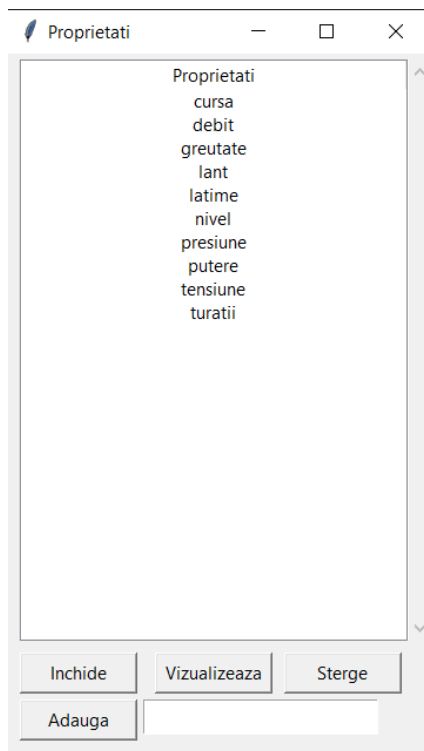 Proprietati
Proprietati
cursa
debit
greutate
lant
latime
nivel
presiune
putere
tensiune
turatii
Inchide Vizualizeaza Sterge
Adauga